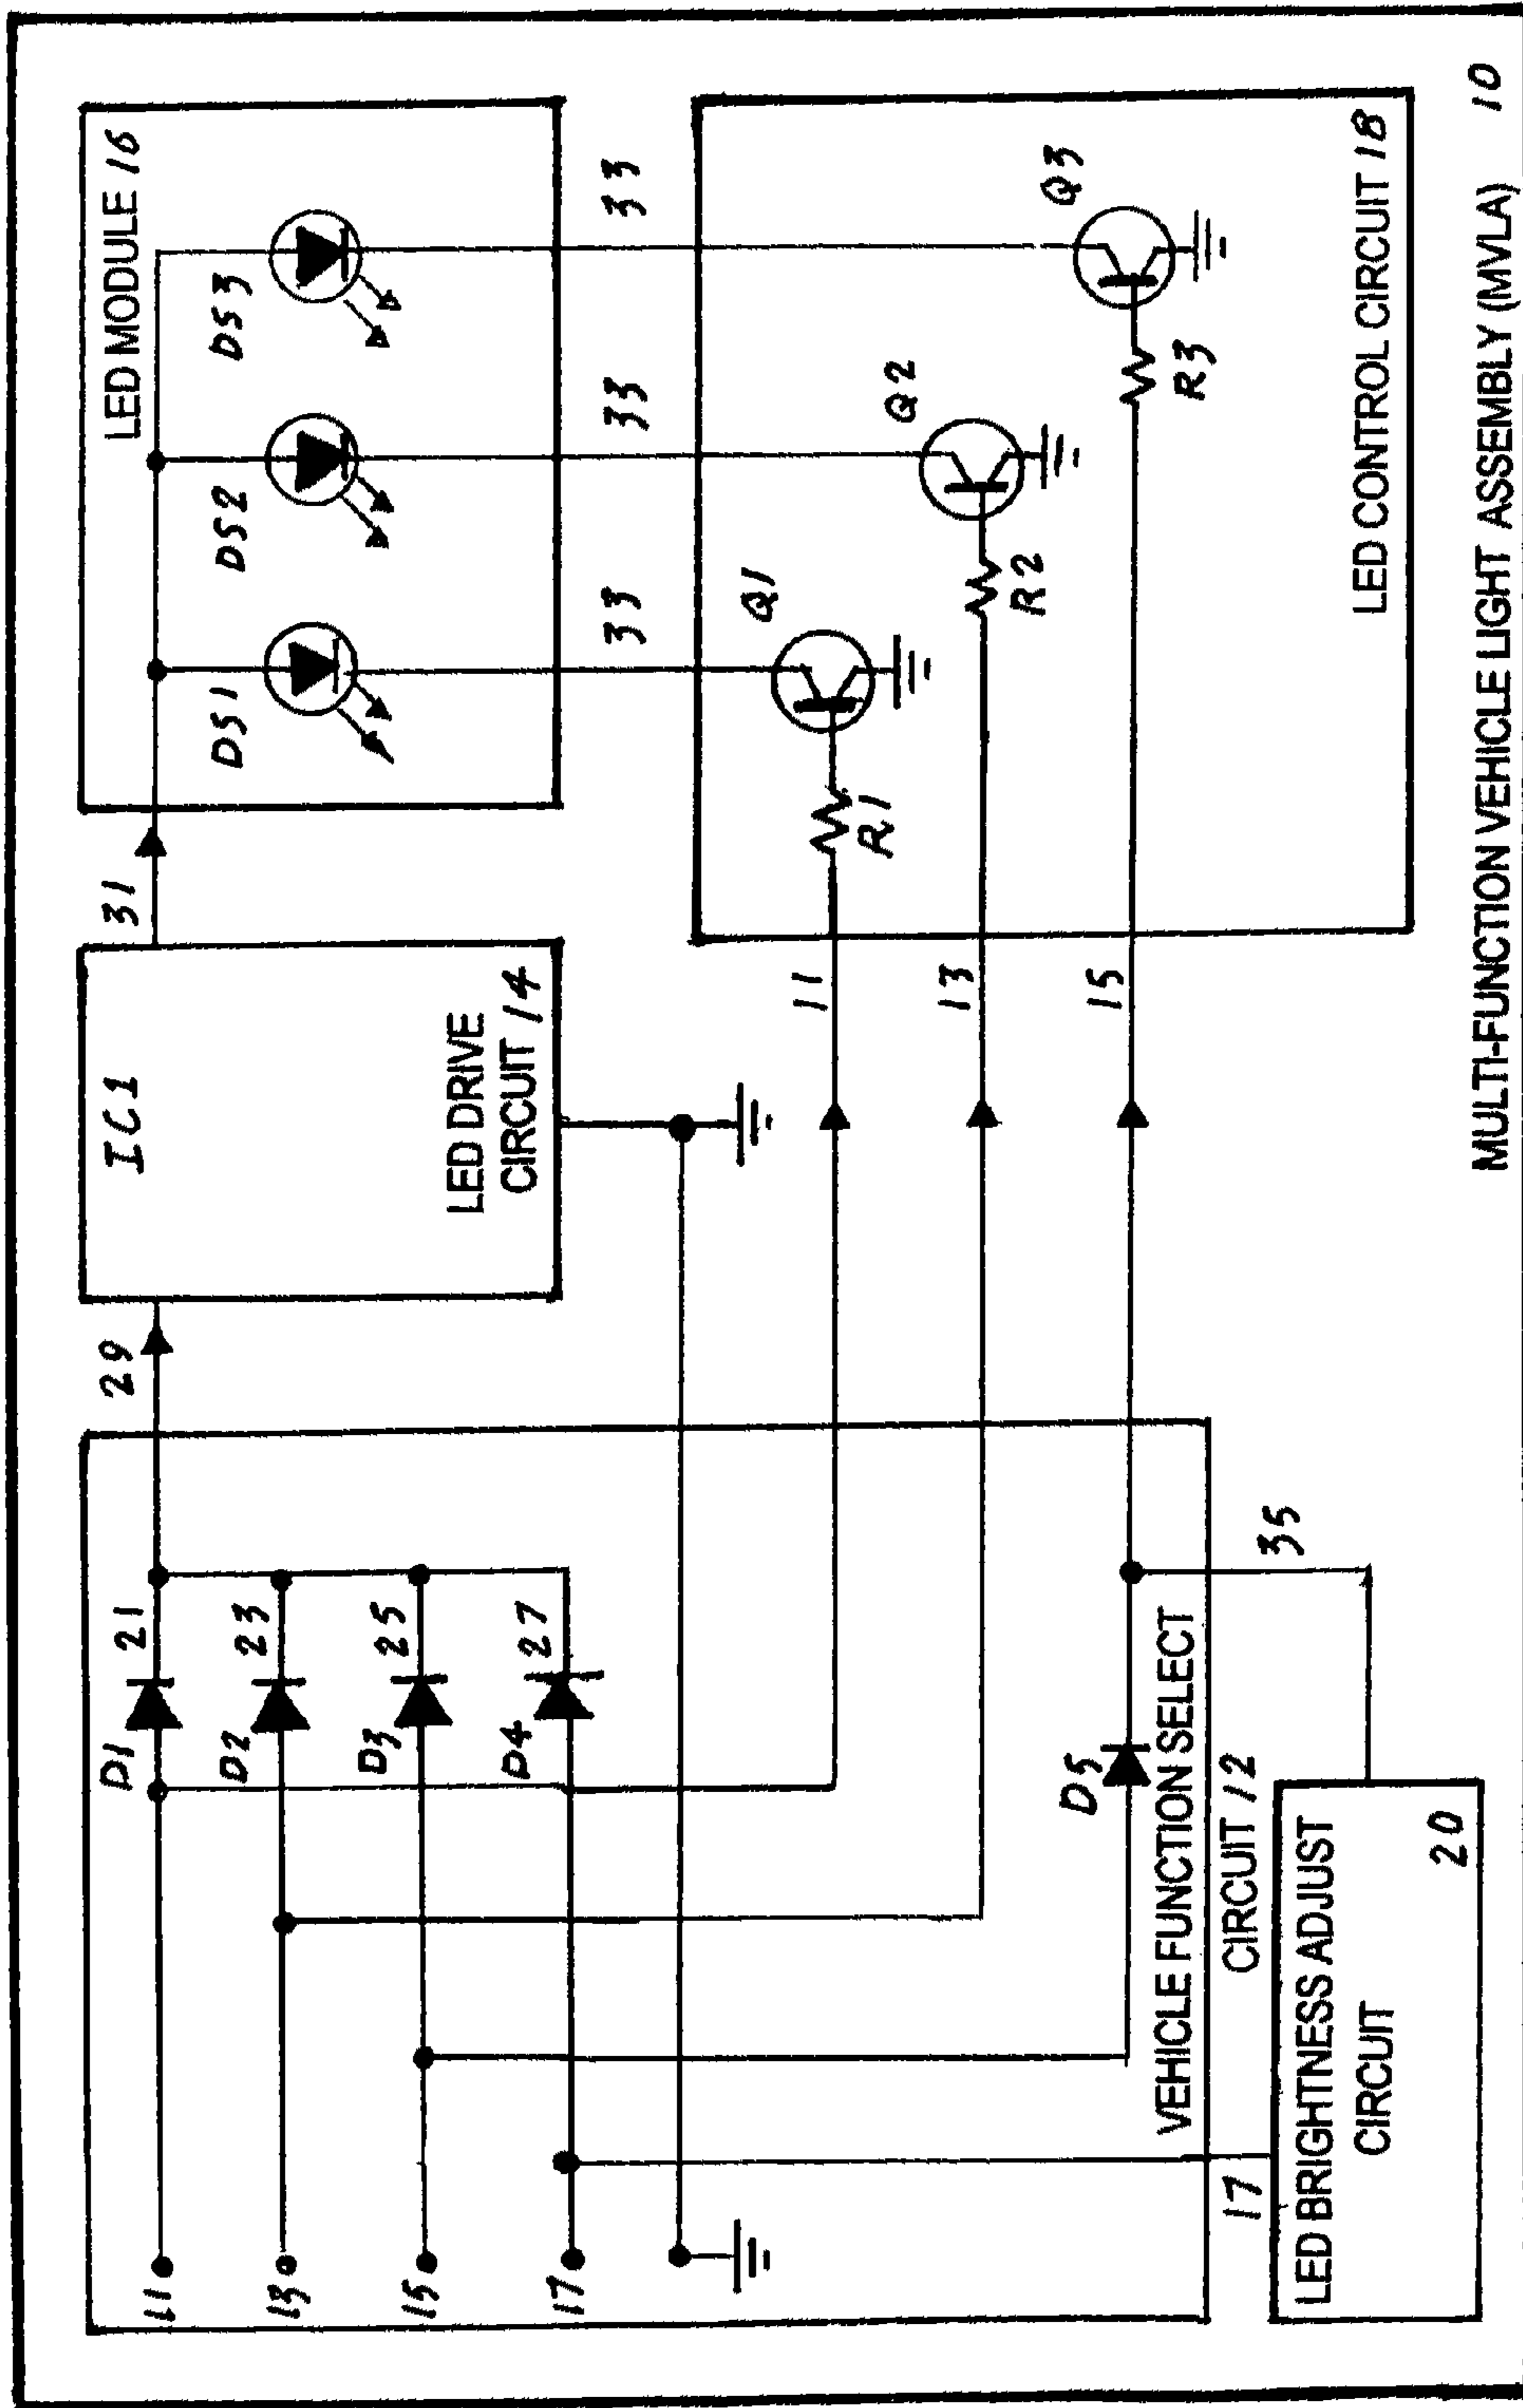 11
13
15
17
D1
21
D2
23
D3
25
D4
27
D5
VEHICLE FUNCTION SELECT
CIRCUIT 12
17
35
LED BRIGHTNESS ADJUST
CIRCUIT
20
29
IC1
LED DRIVE
CIRCUIT 14
31
11
13
15
LED MODULE 16
DS1
DS2
DS3
33
33
33
Q1
Q2
Q3
R1
R2
R3
LED CONTROL CIRCUIT 18
MULTI-FUNCTION VEHICLE LIGHT ASSEMBLY (MVLA) 10